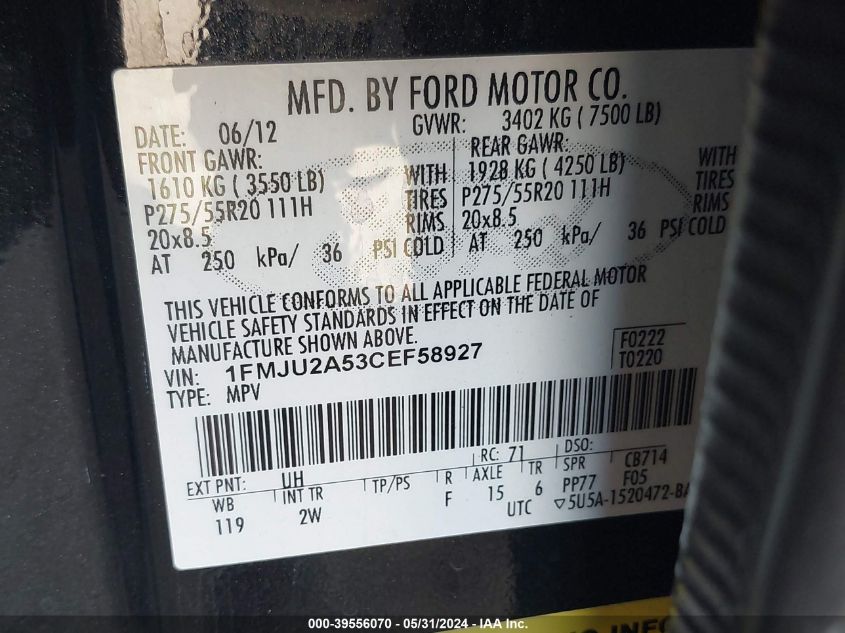 MFD. BY FORD MOTOR CO.
DATE: 06/12 GVWR: 3402 KG ( 7500 LB)
FRONT GAWR: REAR GAWR:
1610 KG ( 3550 LB) WITH 1928 KG ( 4250 LB) WITH
P275/55R20 111H TIRES P275/55R20 111H TIRES
20x8.5 RIMS 20x8.5 RIMS
AT 250 kPa/ 36 PSI COLD AT 250 kPa/ 36 PSI COLD
THIS VEHICLE CONFORMS TO ALL APPLICABLE FEDERAL MOTOR
VEHICLE SAFETY STANDARDS IN EFFECT ON THE DATE OF
MANUFACTURE SHOWN ABOVE.
VIN: 1FMJU2A53CEF58927 F0222
TYPE: MPV T0220
EXT PNT: UH RC: 71 DSO:
WB INT TR TP/PS R AXLE TR SPR CB714
119 2W F 15 6 PP77 F05
UTC ▽5U5A-1520472-BA
000-39556070 - 05/31/2024 - IAA Inc.